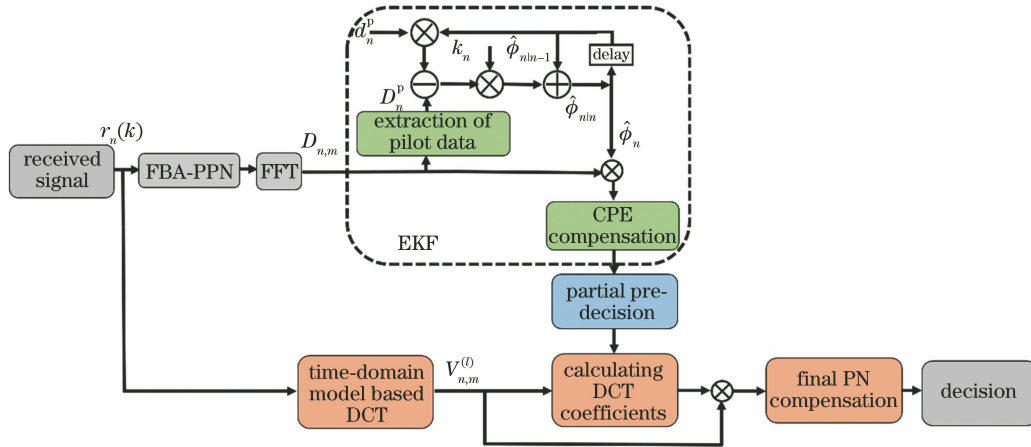 d_n^p
k_n
φ̂_{n|n−1}
delay
D_n^p
φ̂_{n|n}
extraction of
pilot data
φ̂_n
r_n(k)
D_{n,m}
received
signal
FBA-PPN
FFT
CPE
compensation
EKF
partial pre-
decision
time-domain
model based
DCT
V_{n,m}^{(l)}
calculating
DCT
coefficients
final PN
compensation
decision